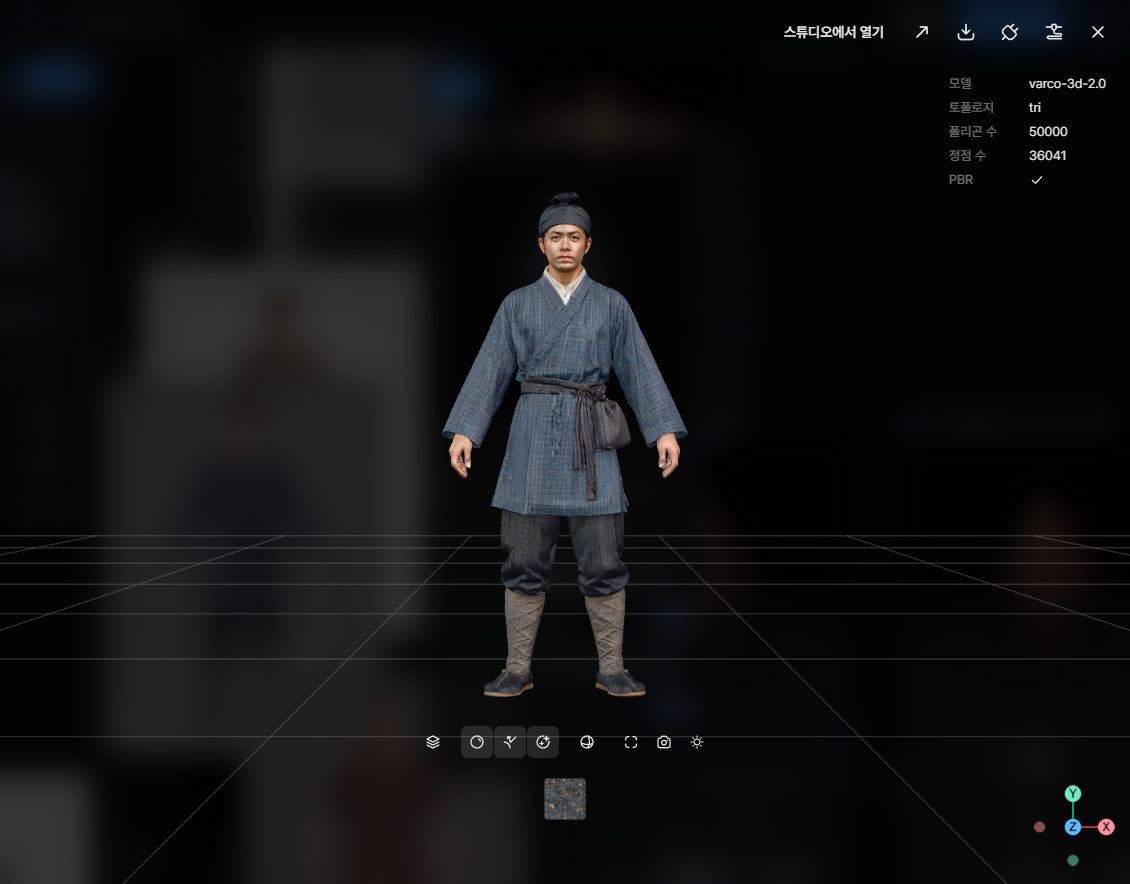 스튜디오에서 열기
모델 varco-3d-2.0
토폴로지 tri
폴리곤 수 50000
정점 수 36041
PBR
Y
Z X